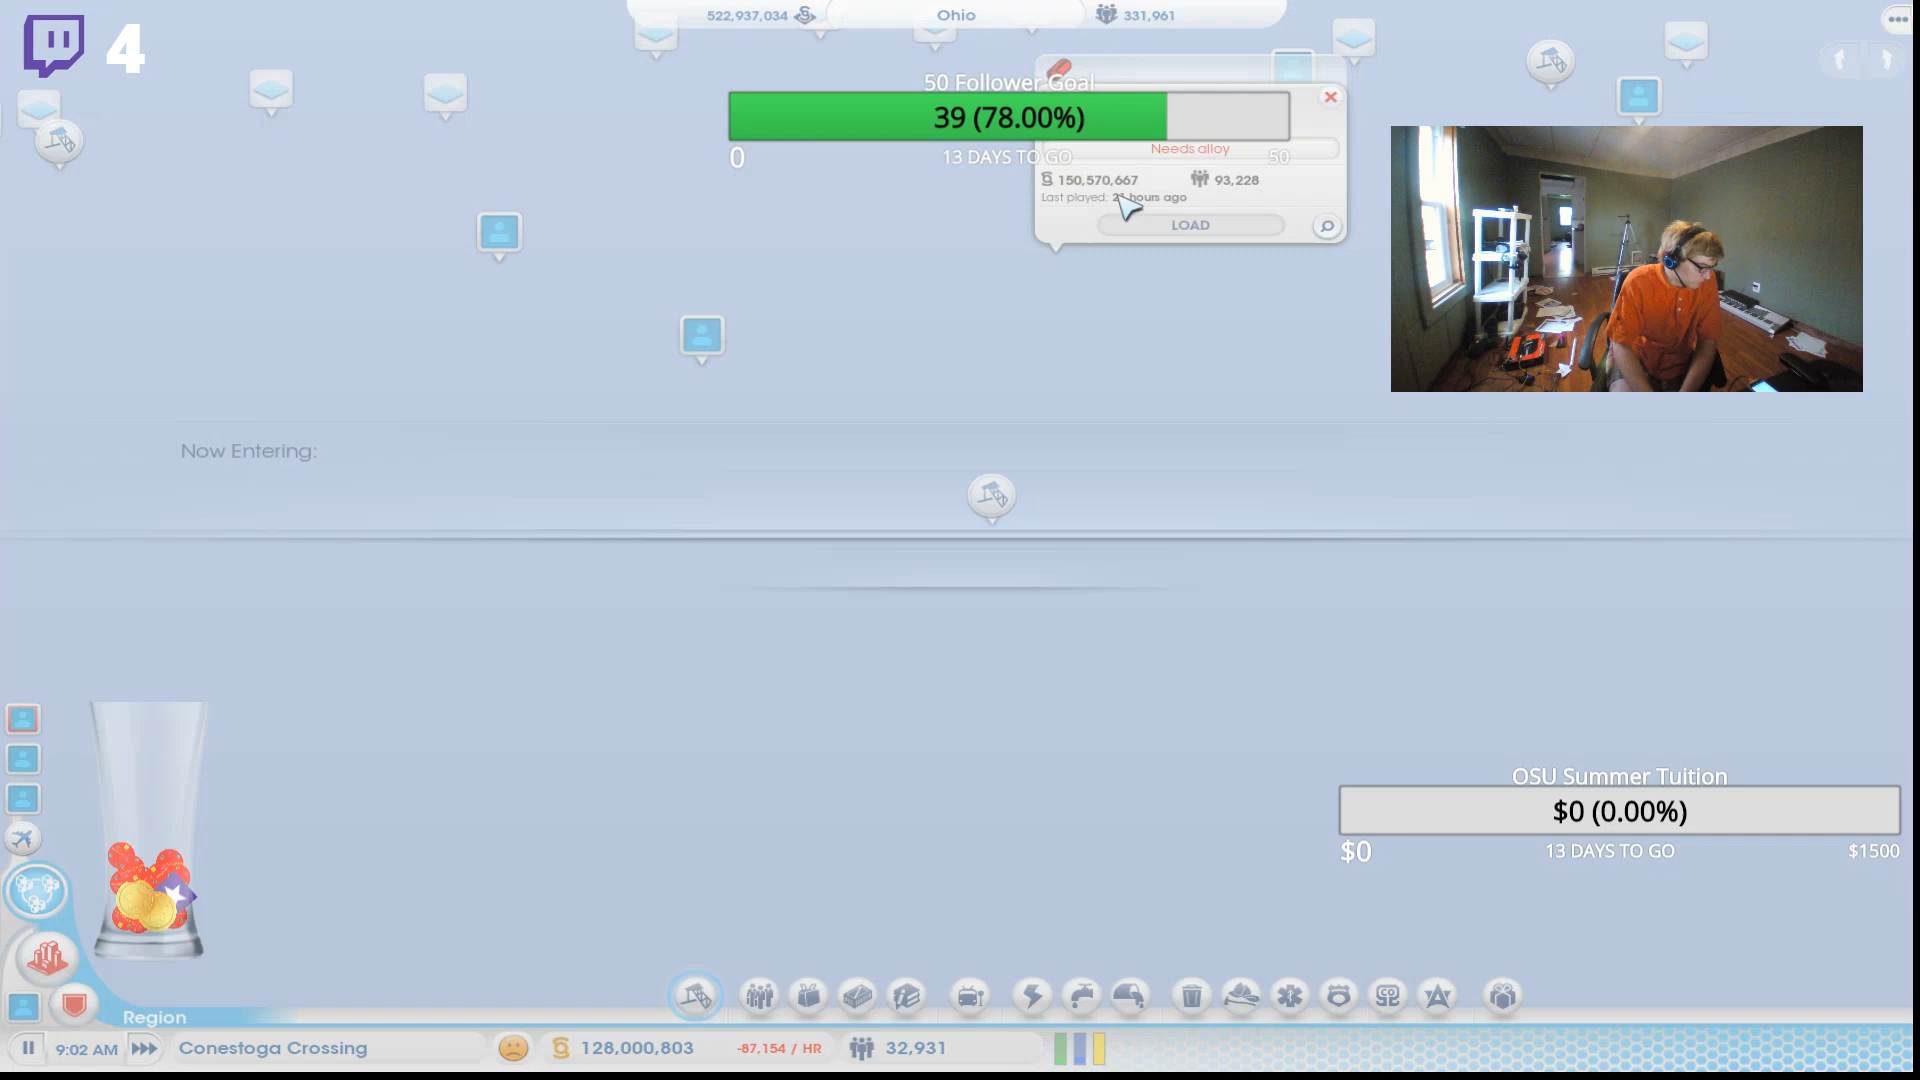 522,937,034
Ohio
331,961
4
50 Follower Goal
39 (78.00%)
0
13 DAYS TO GO
50
Needs alloy
150,570,667
93,228
Last played: 21 hours ago
LOAD
Now Entering:
OSU Summer Tuition
$0 (0.00%)
$0
13 DAYS TO GO
$1500
Region
9:02 AM
Conestoga Crossing
128,000,803
-87,154 / HR
32,931